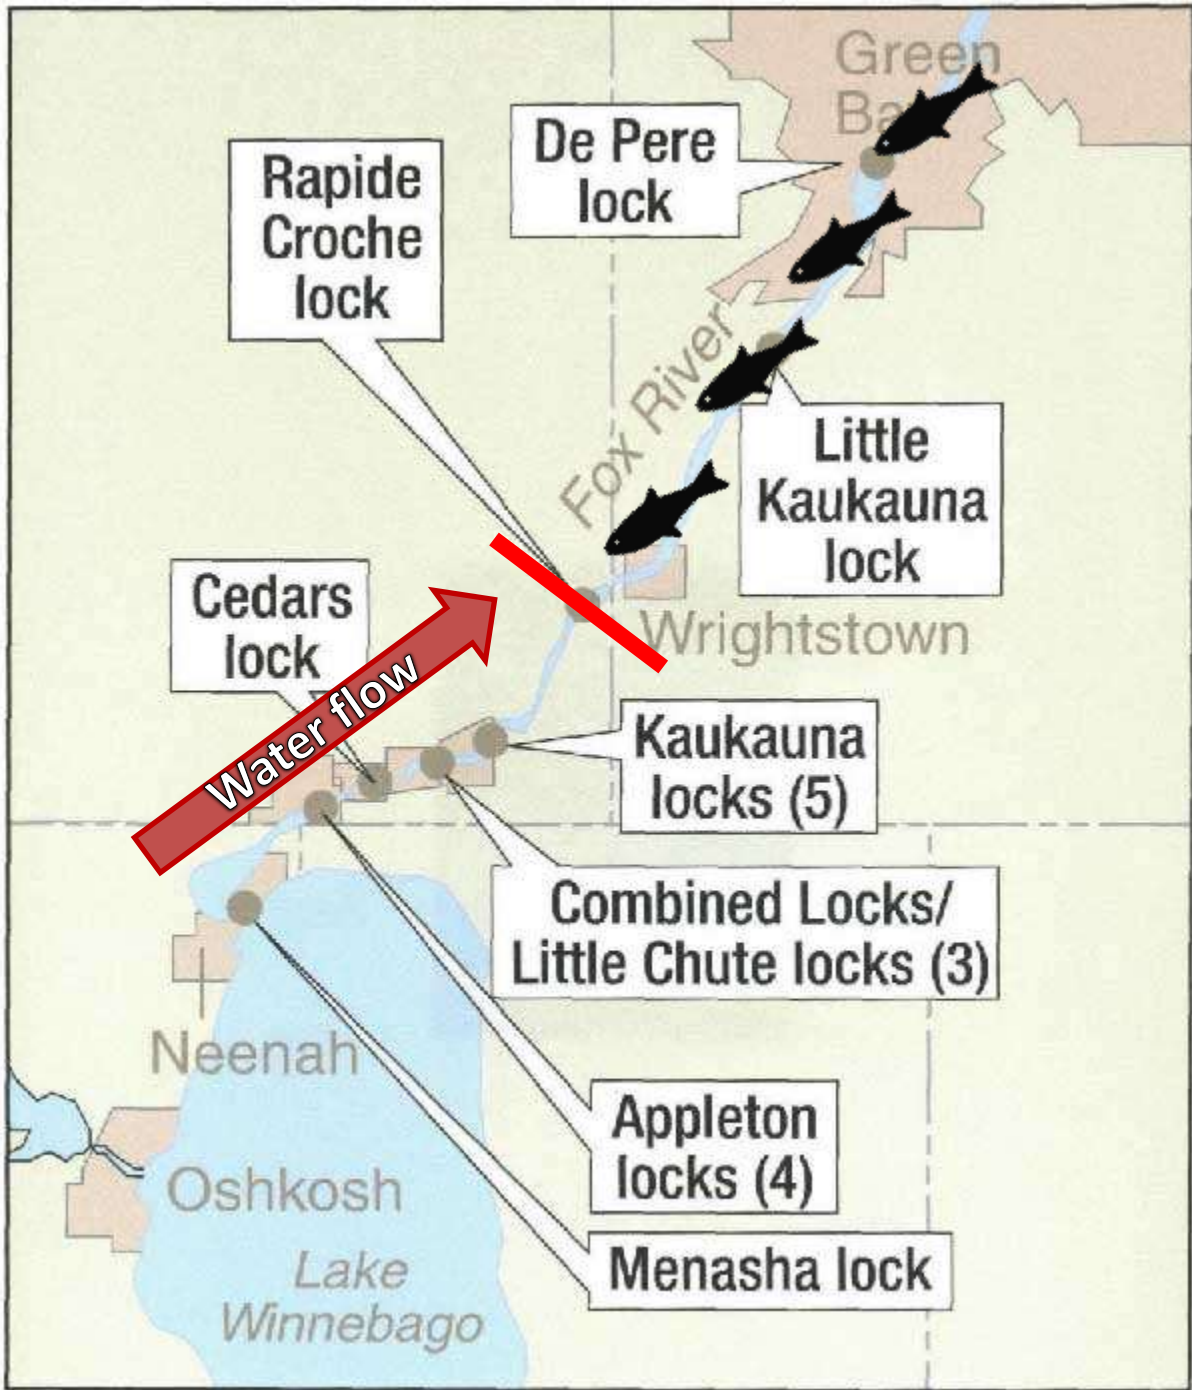 Green
Bay
De Pere
lock
Rapide
Croche
lock
Fox River
Little
Kaukauna
lock
Cedars
lock
Wrightstown
Water flow
Kaukauna
locks (5)
Combined Locks/
Little Chute locks (3)
Neenah
Appleton
locks (4)
Oshkosh
Menasha lock
Lake
Winnebago